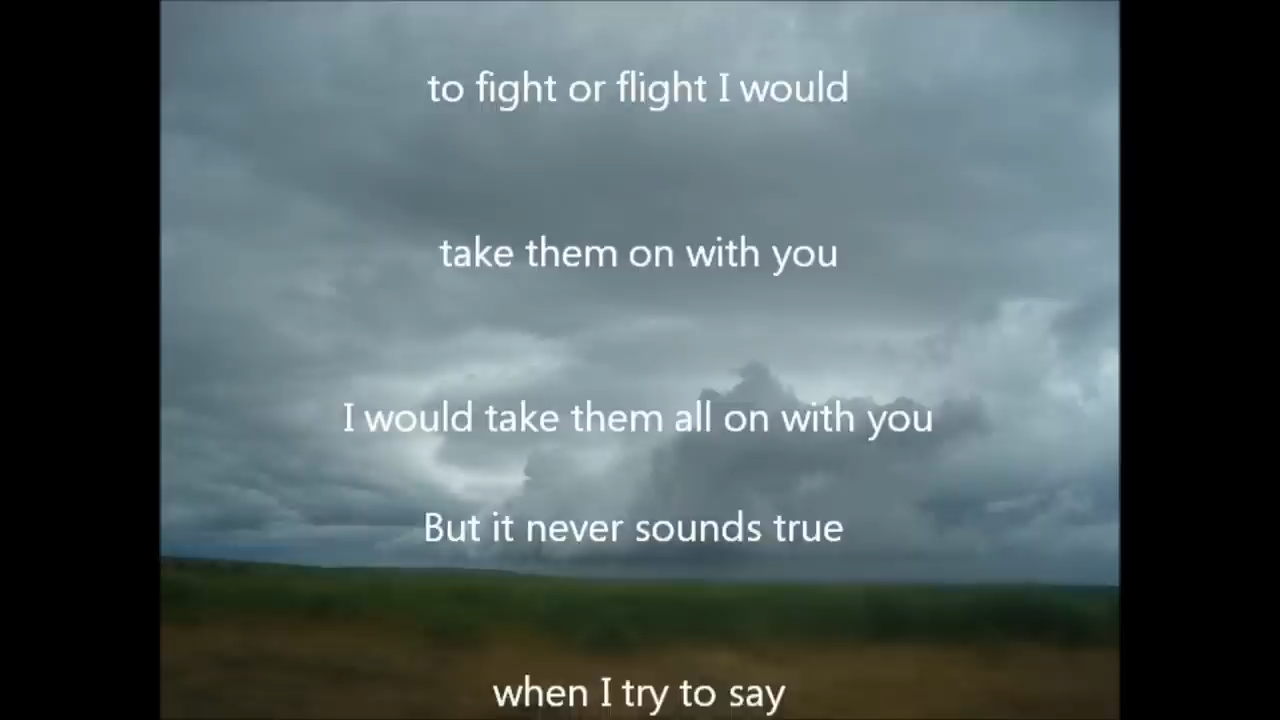 to fight or flight I would
take them on with you
I would take them all on with you
But it never sounds true
when I try to say